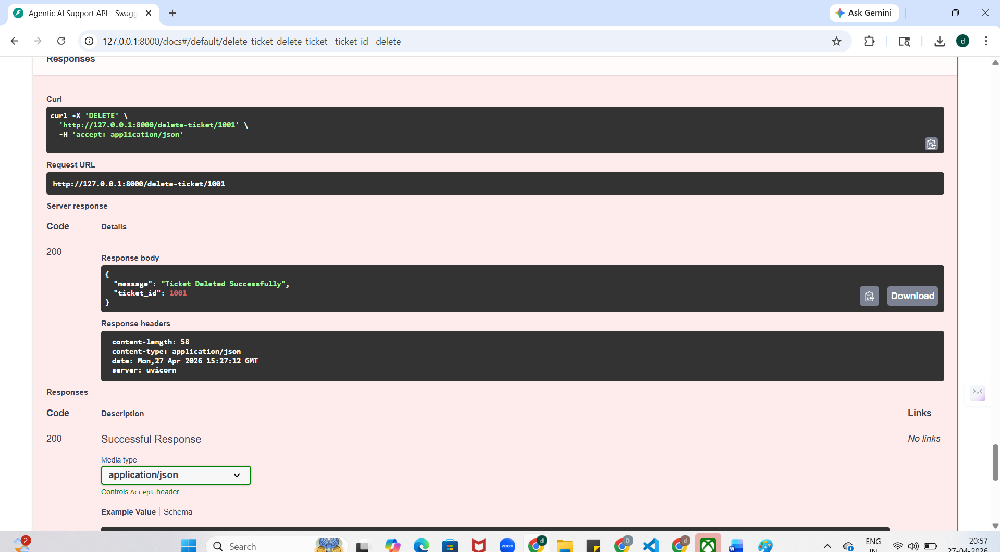 Agentic AI Support API - Swagg
Ask Gemini
127.0.0.1:8000/docs#/default/delete_ticket_delete_ticket__ticket_id__delete
d
Responses
Curl
curl -X 'DELETE' \
'http://127.0.0.1:8000/delete-ticket/1001' \
-H 'accept: application/json'
Request URL
http://127.0.0.1:8000/delete-ticket/1001
Server response
Code Details
200
Response body
{
"message": "Ticket Deleted Successfully",
"ticket_id": 1001
}
Download
Response headers
content-length: 58
content-type: application/json
date: Mon,27 Apr 2026 15:27:12 GMT
server: uvicorn
Responses
Code Description Links
200 Successful Response No links
Media type
application/json
Controls Accept header.
Example Value Schema
2
Search
zoom
d
D
d
W
ENG
IN
20:57
27-04-2026